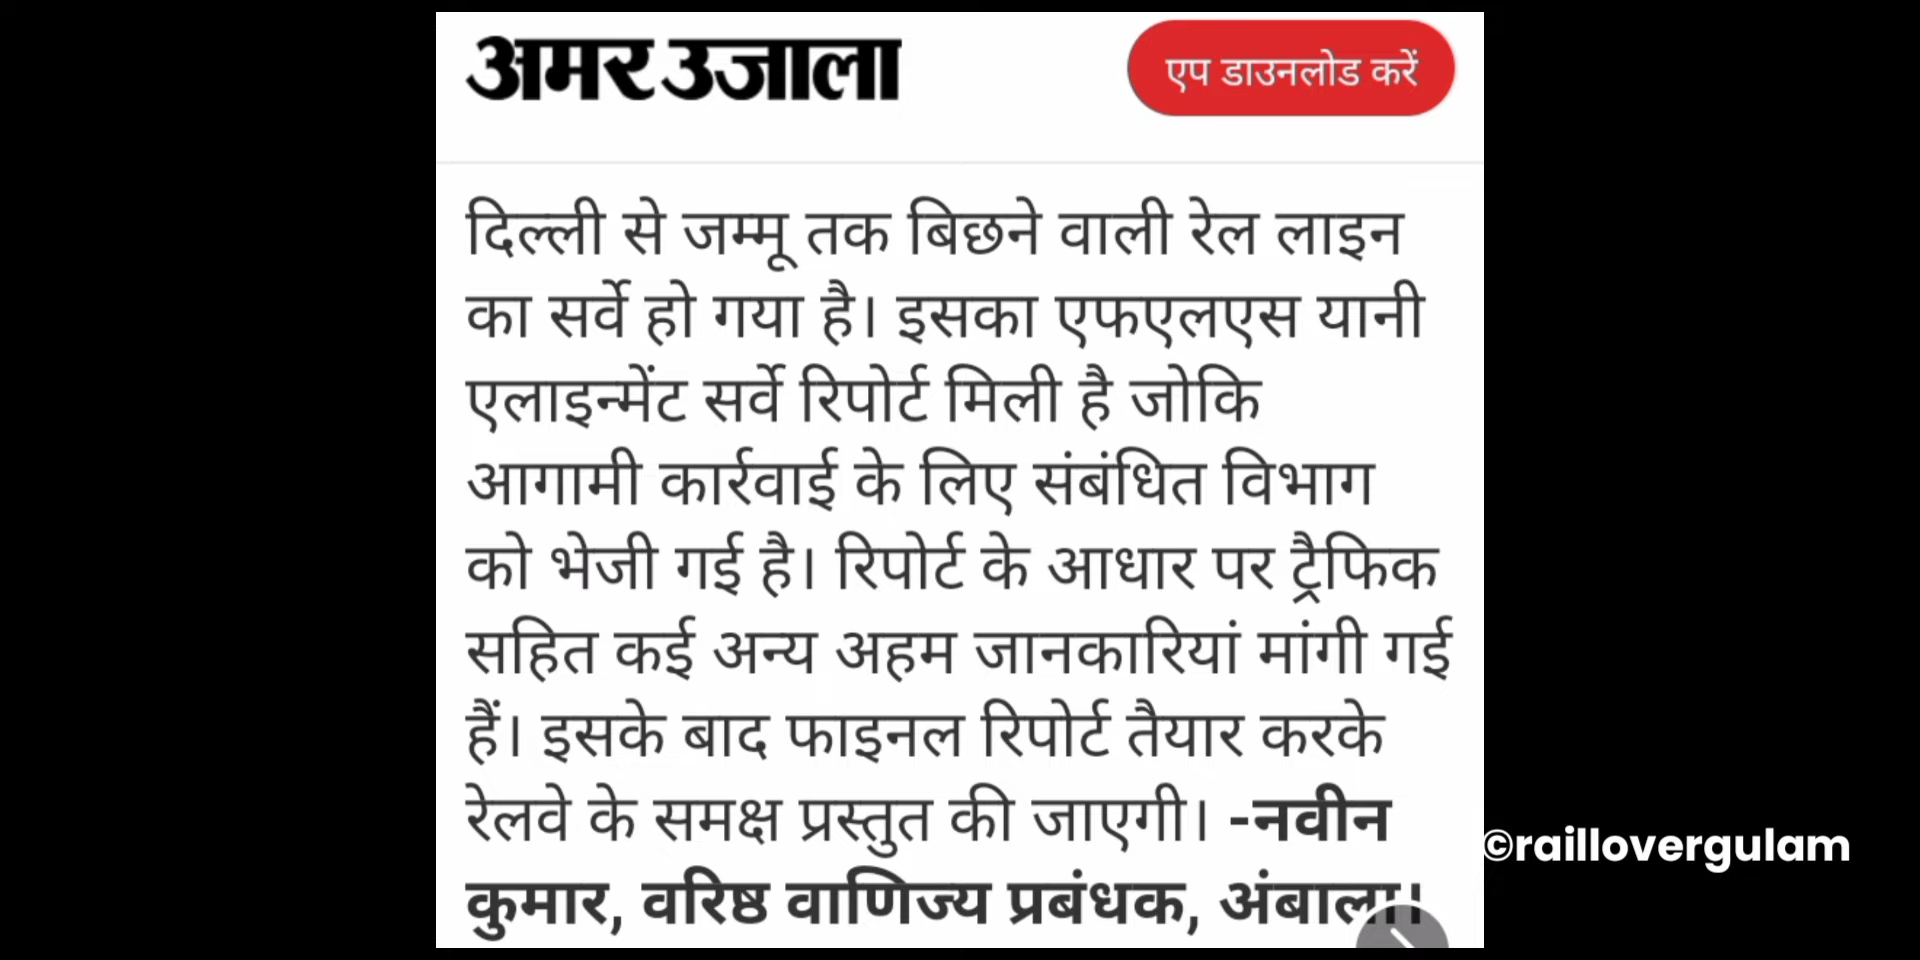 अमर उजाला
एप डाउनलोड करें
दिल्ली से जम्मू तक बिछने वाली रेल लाइन
का सर्वे हो गया है। इसका एफएलएस यानी
एलाइन्मेंट सर्वे रिपोर्ट मिली है जोकि
आगामी कार्रवाई के लिए संबंधित विभाग
को भेजी गई है। रिपोर्ट के आधार पर ट्रैफिक
सहित कई अन्य अहम जानकारियां मांगी गई
हैं। इसके बाद फाइनल रिपोर्ट तैयार करके
रेलवे के समक्ष प्रस्तुत की जाएगी। -नवीन
कुमार, वरिष्ठ वाणिज्य प्रबंधक, अंबाला।
©raillovergulam